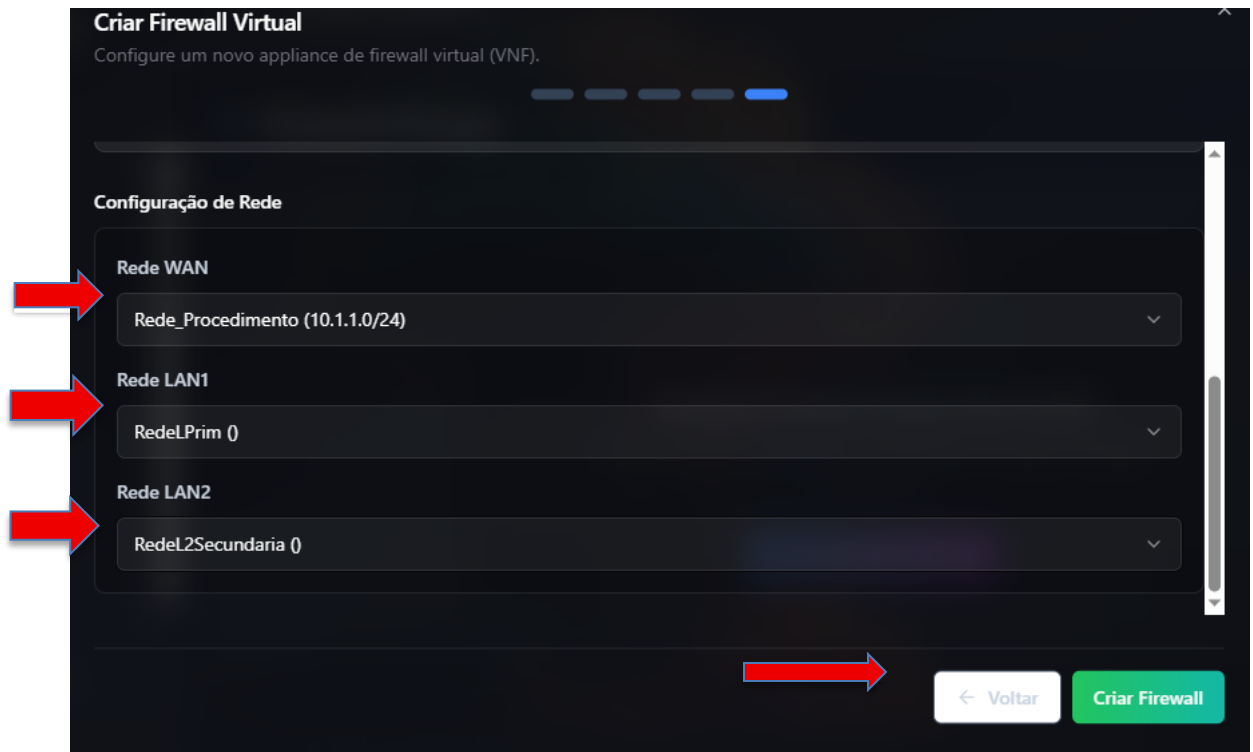 Criar Firewall Virtual
Configure um novo appliance de firewall virtual (VNF).
Configuração de Rede
Rede WAN
Rede_Procedimento (10.1.1.0/24)
Rede LAN1
RedeLPrim ()
Rede LAN2
RedeL2Secundaria ()
← Voltar
Criar Firewall